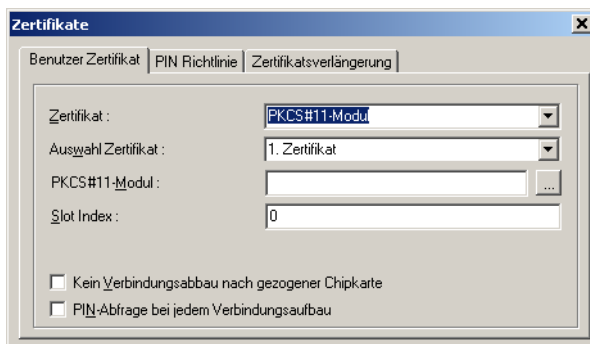 Zertifikate
Benutzer Zertifikat PIN Richtlinie Zertifikatsverlängerung
Zertifikat : PKCS#11-Modul
Auswahl Zertifikat : 1. Zertifikat
PKCS#11-Modul : ...
Slot Index : 0
Kein Verbindungsabbau nach gezogener Chipkarte
PIN-Abfrage bei jedem Verbindungsaufbau